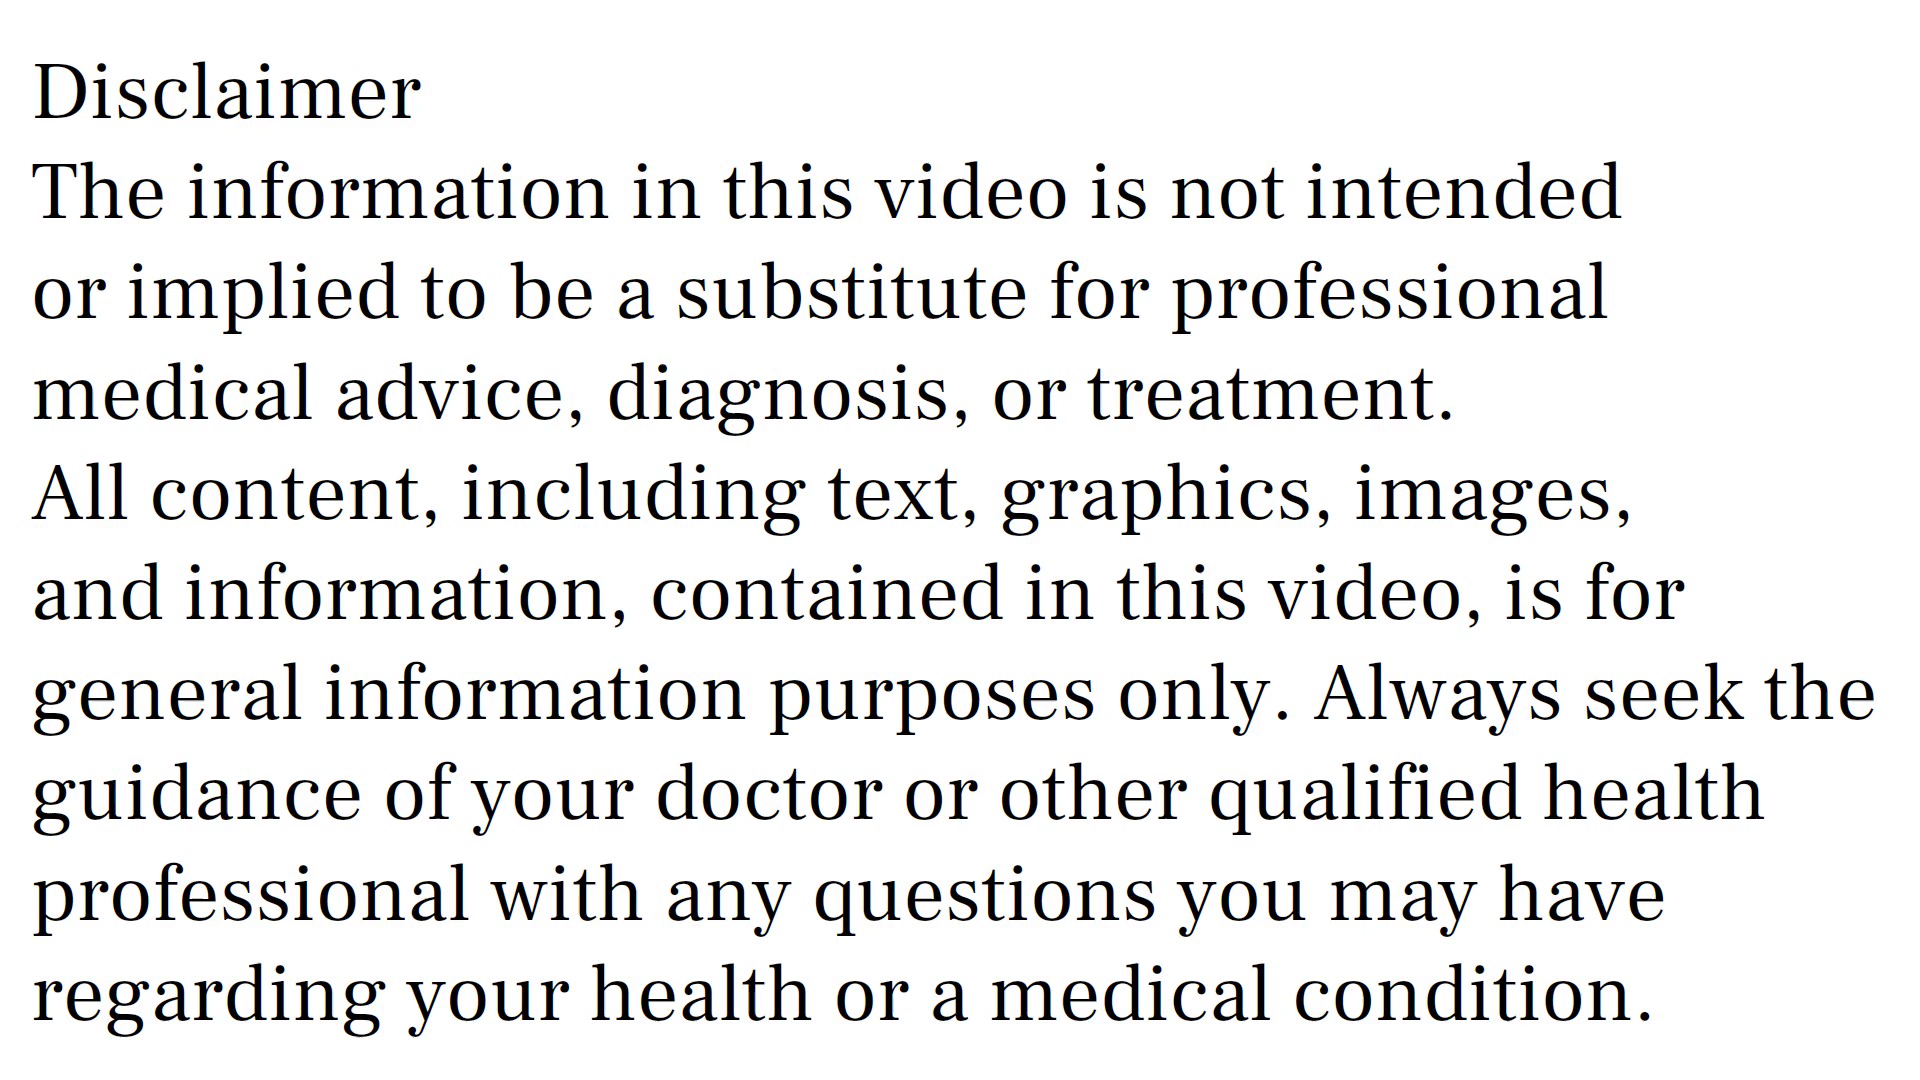 Disclaimer
The information in this video is not intended
or implied to be a substitute for professional
medical advice, diagnosis, or treatment.
All content, including text, graphics, images,
and information, contained in this video, is for
general information purposes only. Always seek the
guidance of your doctor or other qualified health
professional with any questions you may have
regarding your health or a medical condition.